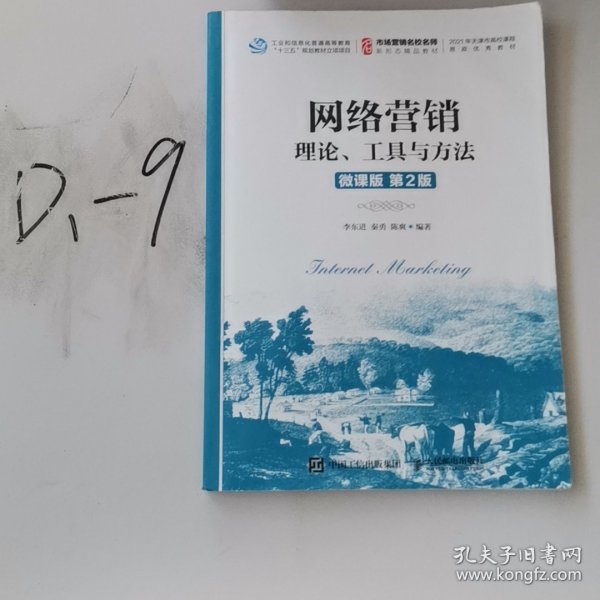 工业和信息化普通高等教育
“十三五”规划教材立项项目
市场营销名校名师
新形态精品教材
2021年天津市高校课程
思政优秀教材
网络营销
理论、工具与方法
微课版 第2版
李东进 秦勇 陈爽 编著
Internet Marketing
中国工信出版集团
人民邮电出版社
D1-9
孔夫子旧书网
www.kongfz.com